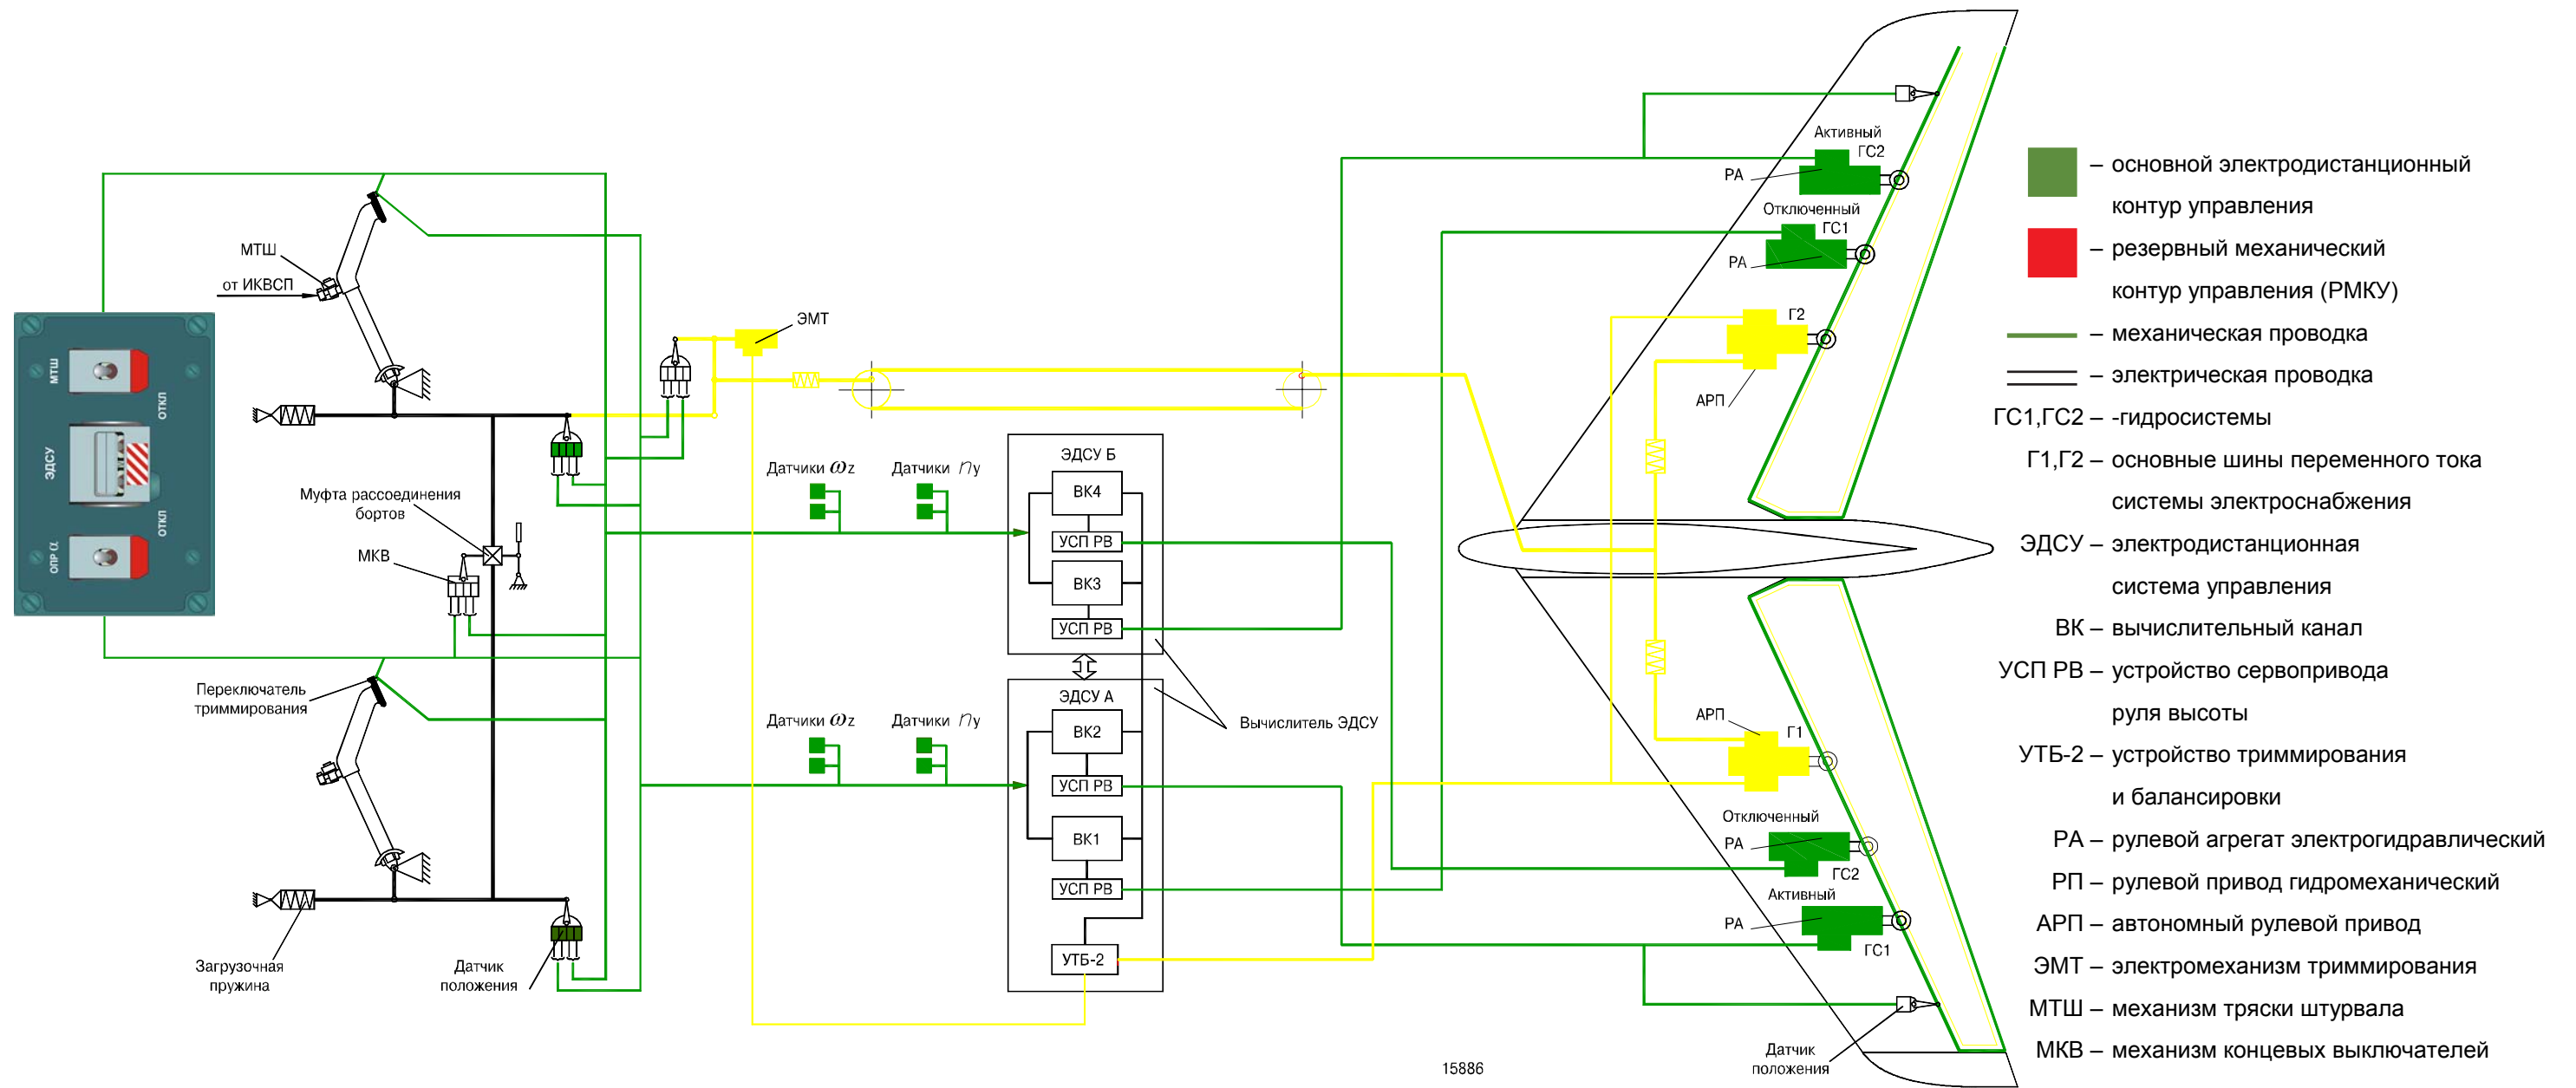 МТШ
от ИКВСП
МТШ
ОТКЛ
ЭДСУ
ОТКЛ
ОПР α
Муфта рассоединения
бортов
МКВ
Переключатель
триммирования
Загрузочная
пружина
Датчик
положения
ЭМТ
Датчики ωz
Датчики ny
ЭДСУ Б
ВК4
УСП РВ
ВК3
УСП РВ
Датчики ωz
Датчики ny
ЭДСУ А
ВК2
УСП РВ
ВК1
УСП РВ
УТБ-2
Вычислитель ЭДСУ
Активный
ГС2
РА
Отключенный
ГС1
РА
Г2
АРП
АРП
Г1
Отключенный
РА
ГС2
Активный
РА
ГС1
Датчик
положения
15886
– основной электродистанционный
контур управления
– резервный механический
контур управления (РМКУ)
– механическая проводка
– электрическая проводка
ГС1,ГС2 – -гидросистемы
Г1,Г2 – основные шины переменного тока
системы электроснабжения
ЭДСУ – электродистанционная
система управления
ВК – вычислительный канал
УСП РВ – устройство сервопривода
руля высоты
УТБ-2 – устройство триммирования
и балансировки
РА – рулевой агрегат электрогидравлический
РП – рулевой привод гидромеханический
АРП – автономный рулевой привод
ЭМТ – электромеханизм триммирования
МТШ – механизм тряски штурвала
МКВ – механизм концевых выключателей